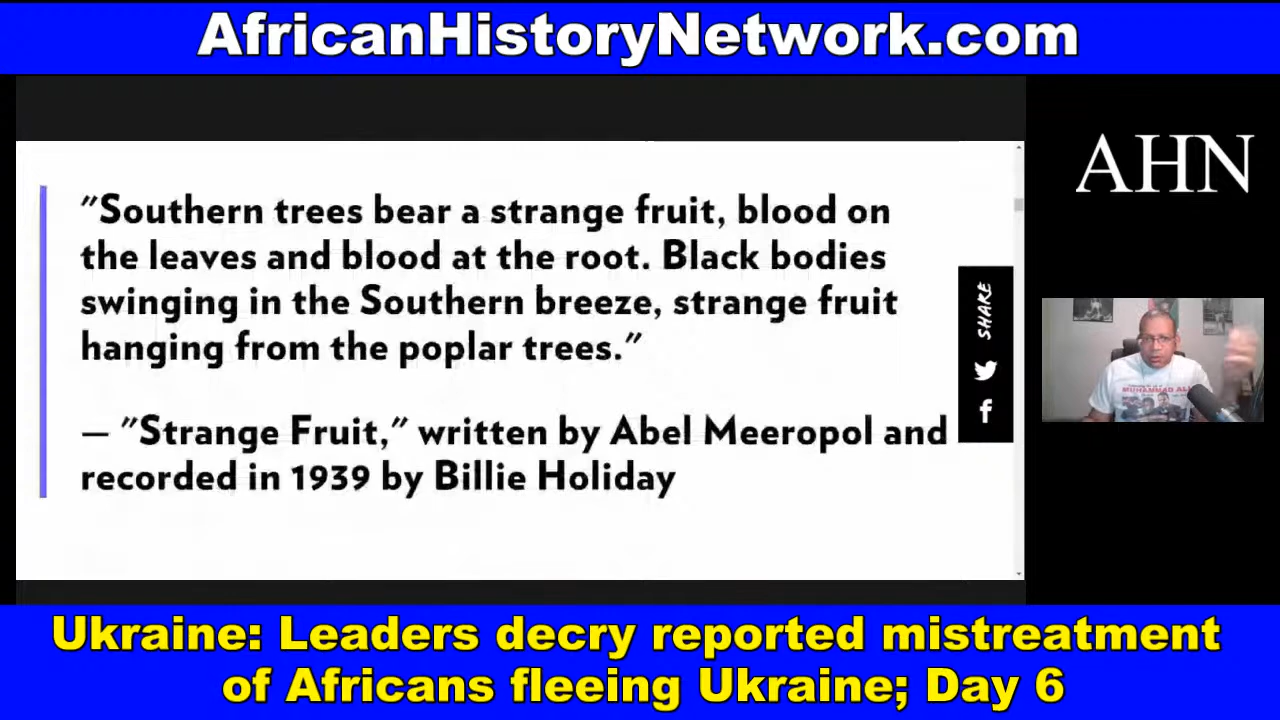 AfricanHistoryNetwork.com
AHN
"Southern trees bear a strange fruit, blood on
the leaves and blood at the root. Black bodies
swinging in the Southern breeze, strange fruit
hanging from the poplar trees."
— "Strange Fruit," written by Abel Meeropol and
recorded in 1939 by Billie Holiday
SHARE
MUHAMMAD ALI
Ukraine: Leaders decry reported mistreatment
of Africans fleeing Ukraine; Day 6